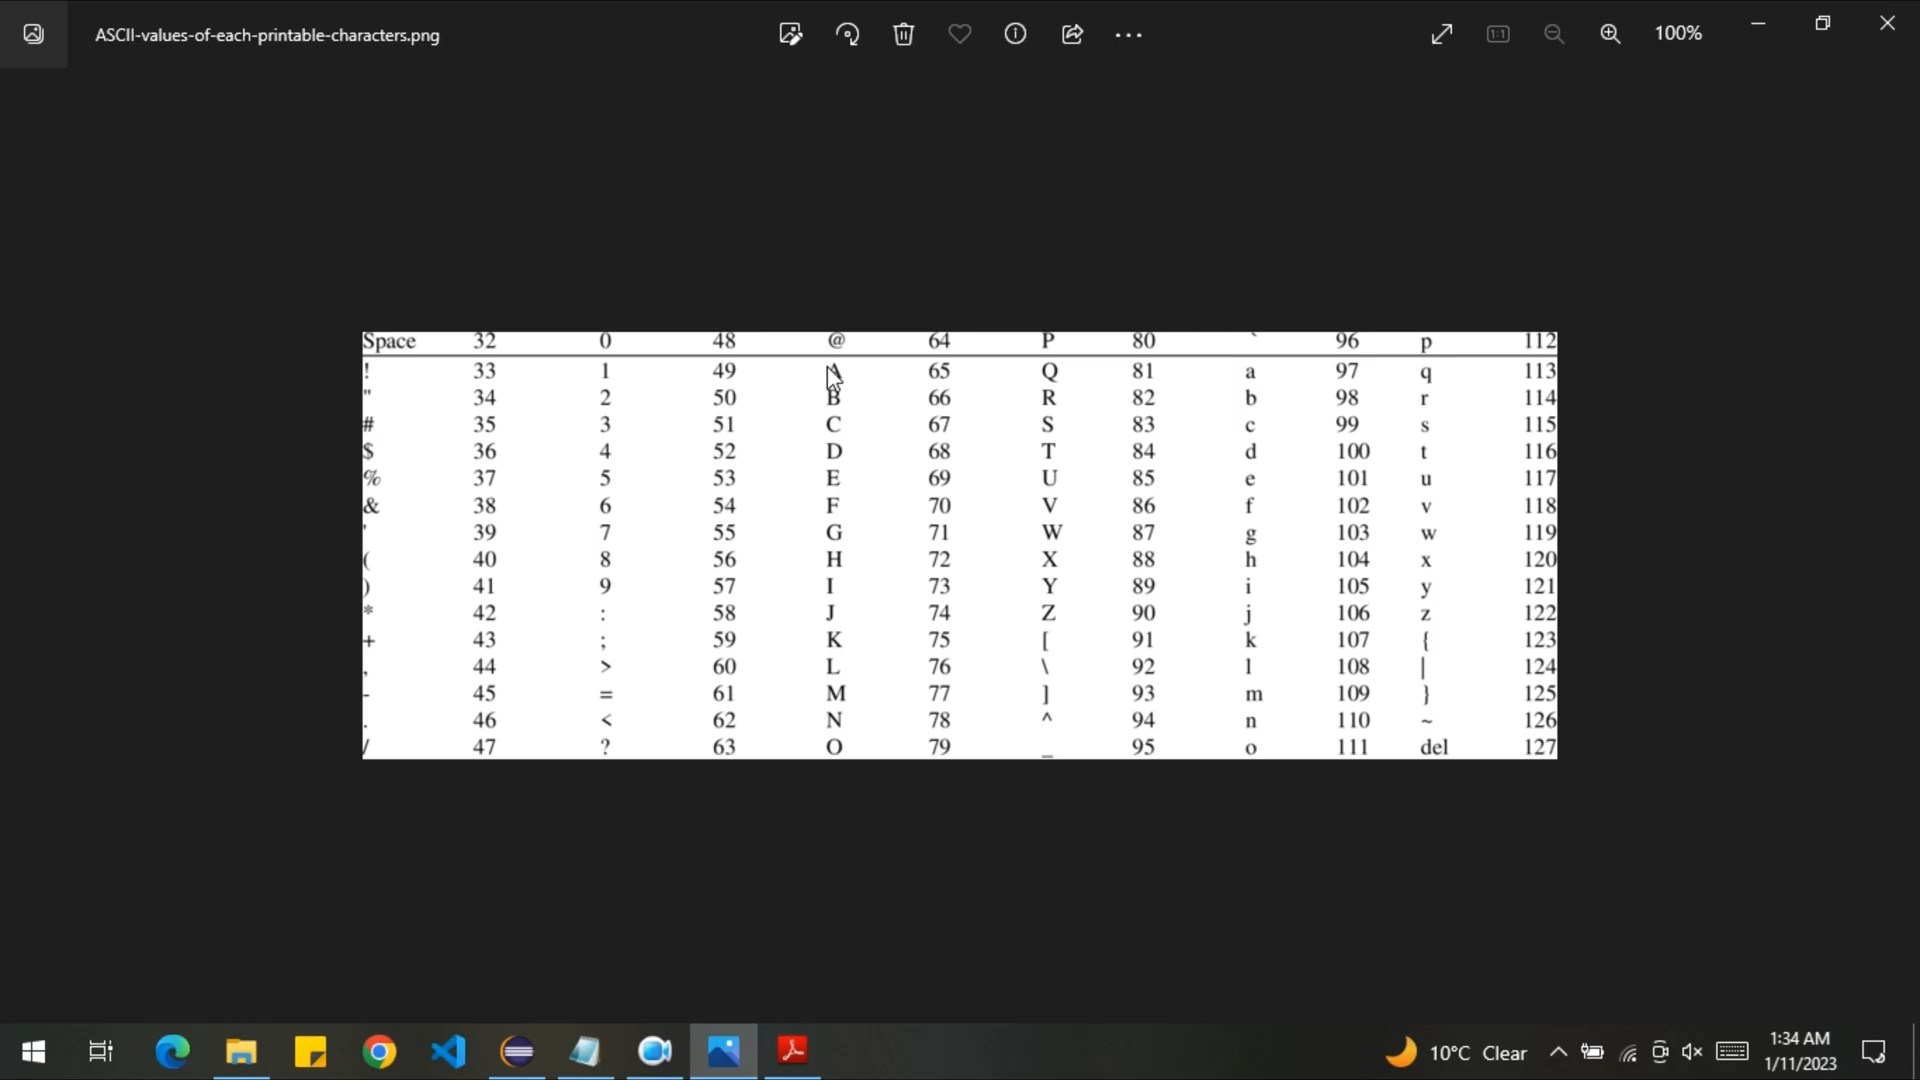 ASCII-values-of-each-printable-characters.png
100%
Space 32 0 48 @ 64 P 80 ` 96 p 112
! 33 1 49 A 65 Q 81 a 97 q 113
" 34 2 50 B 66 R 82 b 98 r 114
# 35 3 51 C 67 S 83 c 99 s 115
$ 36 4 52 D 68 T 84 d 100 t 116
% 37 5 53 E 69 U 85 e 101 u 117
& 38 6 54 F 70 V 86 f 102 v 118
' 39 7 55 G 71 W 87 g 103 w 119
( 40 8 56 H 72 X 88 h 104 x 120
) 41 9 57 I 73 Y 89 i 105 y 121
* 42 : 58 J 74 Z 90 j 106 z 122
+ 43 ; 59 K 75 [ 91 k 107 { 123
, 44 > 60 L 76 \ 92 l 108 | 124
- 45 = 61 M 77 ] 93 m 109 } 125
. 46 < 62 N 78 ^ 94 n 110 ~ 126
/ 47 ? 63 O 79 _ 95 o 111 del 127
10°C Clear
1:34 AM
1/11/2023